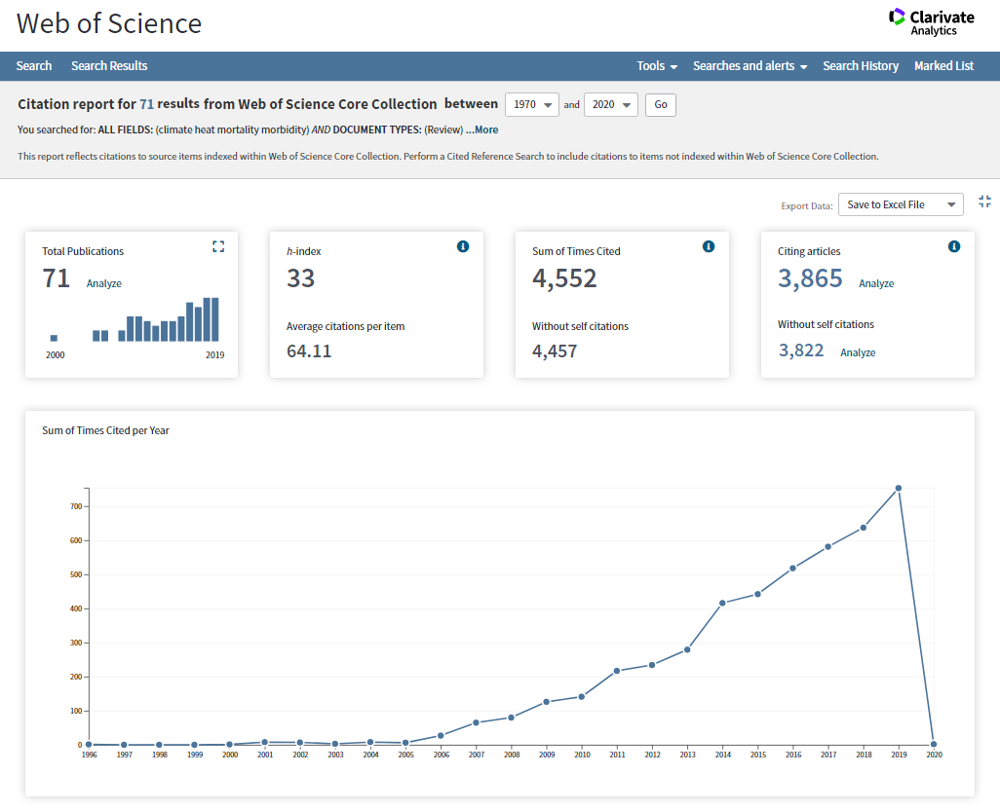 Web of Science
Clarivate
Analytics
Search Search Results Tools Searches and alerts Search History Marked List
Citation report for 71 results from Web of Science Core Collection between 1970 and 2020 Go
You searched for: ALL FIELDS: (climate heat mortality morbidity) AND DOCUMENT TYPES: (Review) ...More
This report reflects citations to source items indexed within Web of Science Core Collection. Perform a Cited Reference Search to include citations to items not indexed within Web of Science Core Collection.
Export Data: Save to Excel File
Total Publications
71 Analyze
2000 2019
h-index
33
Average citations per item
64.11
Sum of Times Cited
4,552
Without self citations
4,457
Citing articles
3,865 Analyze
Without self citations
3,822 Analyze
Sum of Times Cited per Year
700
600
500
400
300
200
100
0
1996 1997 1998 1999 2000 2001 2002 2003 2004 2005 2006 2007 2008 2009 2010 2011 2012 2013 2014 2015 2016 2017 2018 2019 2020